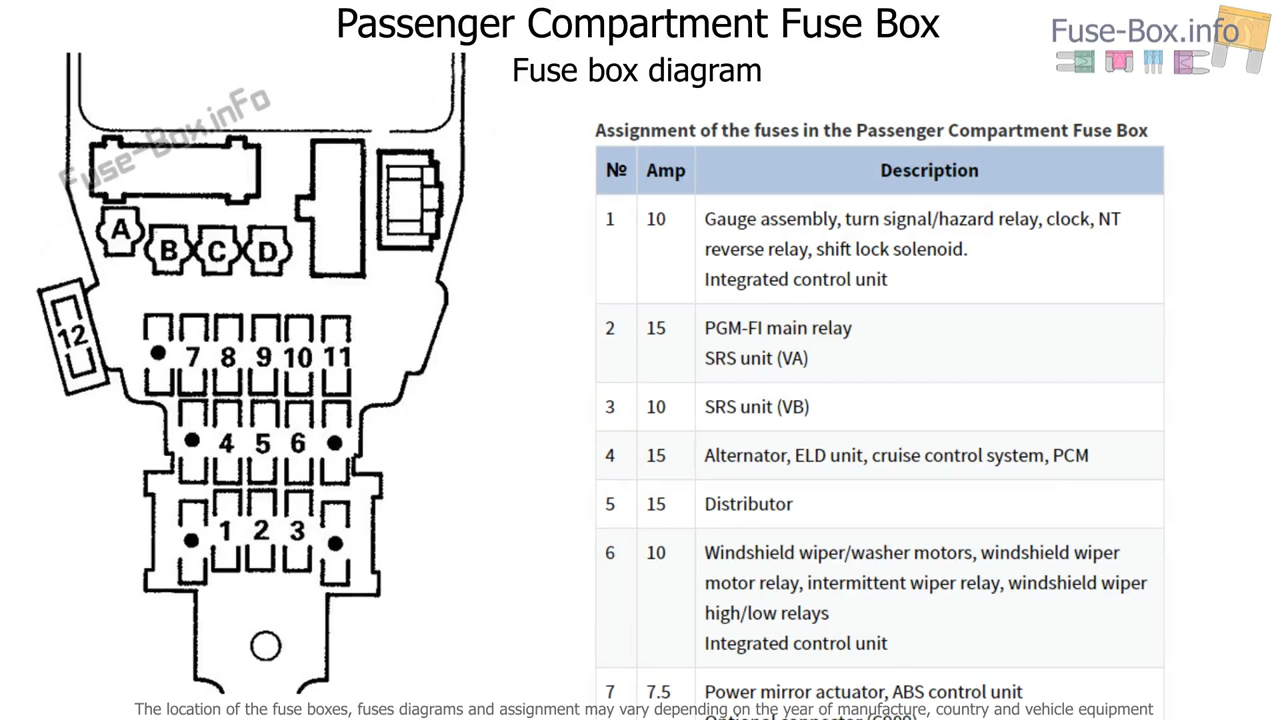 Passenger Compartment Fuse Box
Fuse box diagram
Fuse-Box.info
Fuse-Box.inFo
A
B C D
12
7 8 9 10 11
4 5 6
1 2 3
Assignment of the fuses in the Passenger Compartment Fuse Box
№ Amp Description
1 10 Gauge assembly, turn signal/hazard relay, clock, NT
reverse relay, shift lock solenoid.
Integrated control unit
2 15 PGM-FI main relay
SRS unit (VA)
3 10 SRS unit (VB)
4 15 Alternator, ELD unit, cruise control system, PCM
5 15 Distributor
6 10 Windshield wiper/washer motors, windshield wiper
motor relay, intermittent wiper relay, windshield wiper
high/low relays
Integrated control unit
7 7.5 Power mirror actuator, ABS control unit
The location of the fuse boxes, fuses diagrams and assignment may vary depending on the year of manufacture, country and vehicle equipment